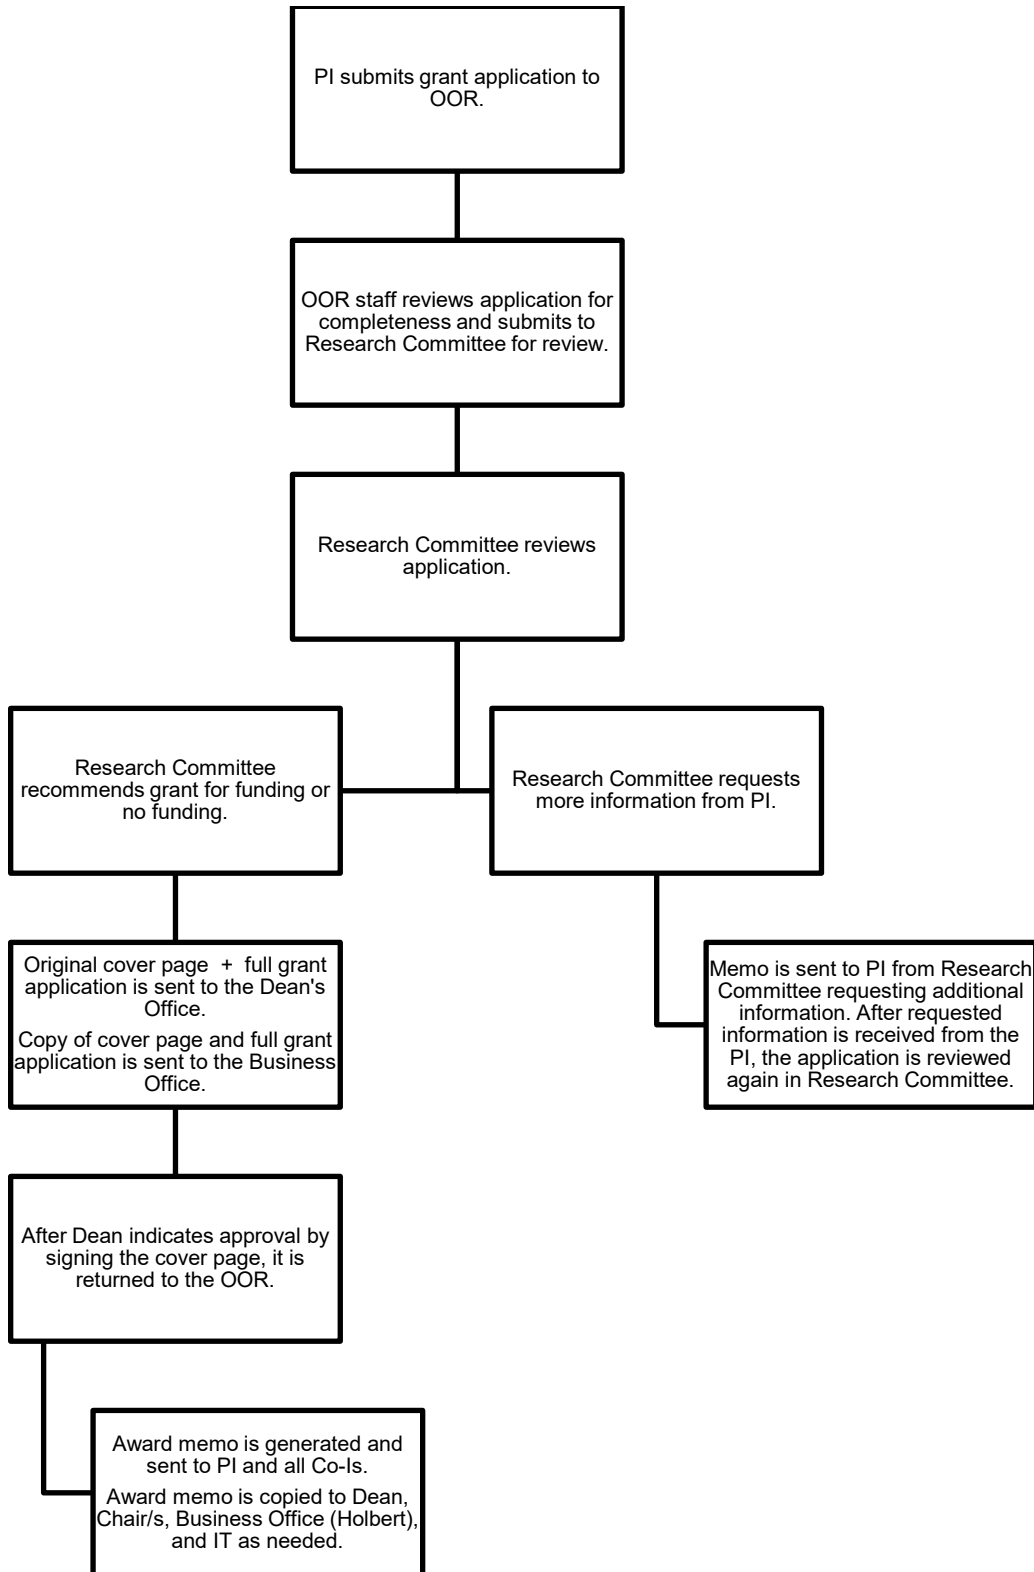 PI submits grant application to
OOR.
OOR staff reviews application for
completeness and submits to
Research Committee for review.
Research Committee reviews
application.
Research Committee
recommends grant for funding or
no funding.
Research Committee requests
more information from PI.
Original cover page + full grant
application is sent to the Dean's
Office.
Copy of cover page and full grant
application is sent to the Business
Office.
Memo is sent to PI from Research
Committee requesting additional
information. After requested
information is received from the
PI, the application is reviewed
again in Research Committee.
After Dean indicates approval by
signing the cover page, it is
returned to the OOR.
Award memo is generated and
sent to PI and all Co-Is.
Award memo is copied to Dean,
Chair/s, Business Office (Holbert),
and IT as needed.